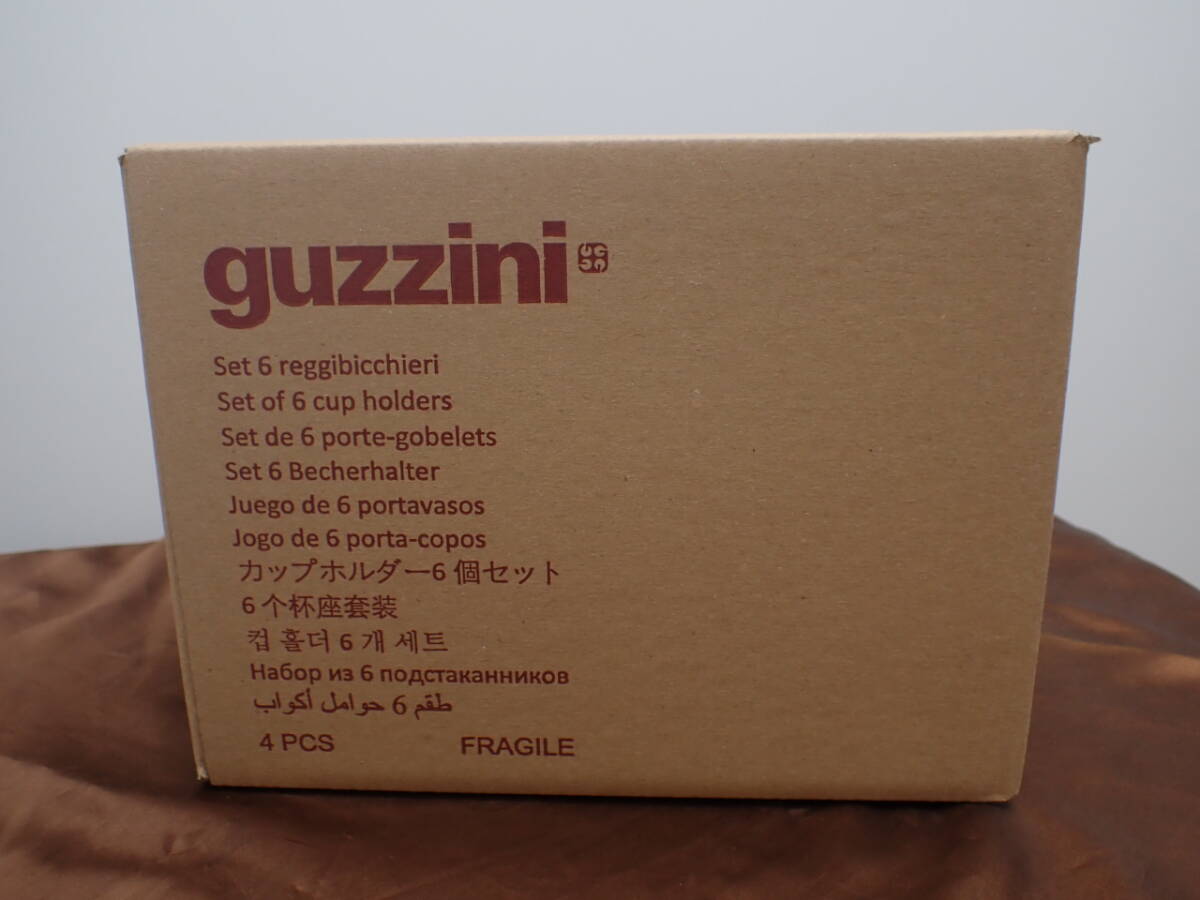 guzzini
Set 6 reggibicchieri
Set of 6 cup holders
Set de 6 porte-gobelets
Set 6 Becherhalter
Juego de 6 portavasos
Jogo de 6 porta-copos
カップホルダー6 個セット
6 个杯座套装
컵 홀더 6 개 세트
Набор из 6 подстаканников
طقم 6 حوامل أكواب
4 PCS FRAGILE